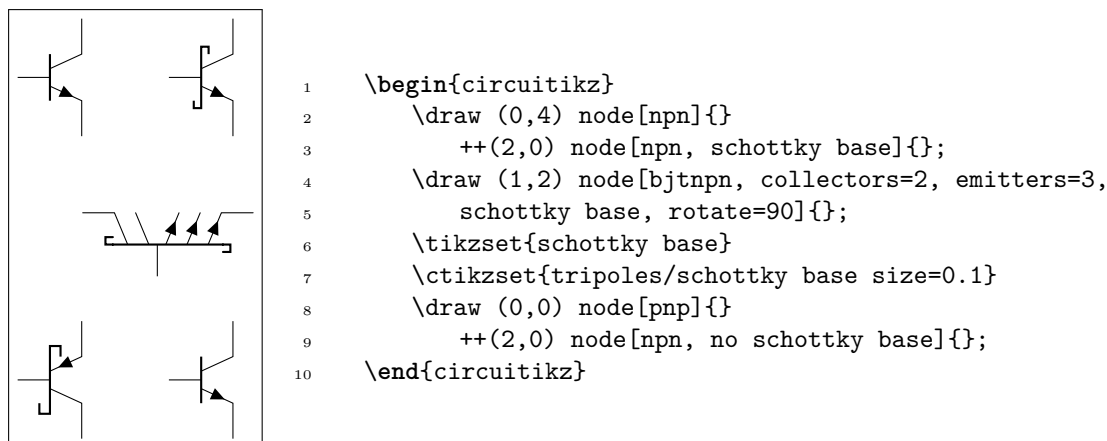 1 \begin{circuitikz}
2 \draw (0,4) node[npn]{}
3 ++(2,0) node[npn, schottky base]{};
4 \draw (1,2) node[bjtnpn, collectors=2, emitters=3,
5 schottky base, rotate=90]{};
6 \tikzset{schottky base}
7 \ctikzset{tripoles/schottky base size=0.1}
8 \draw (0,0) node[pnp]{}
9 ++(2,0) node[npn, no schottky base]{};
10 \end{circuitikz}